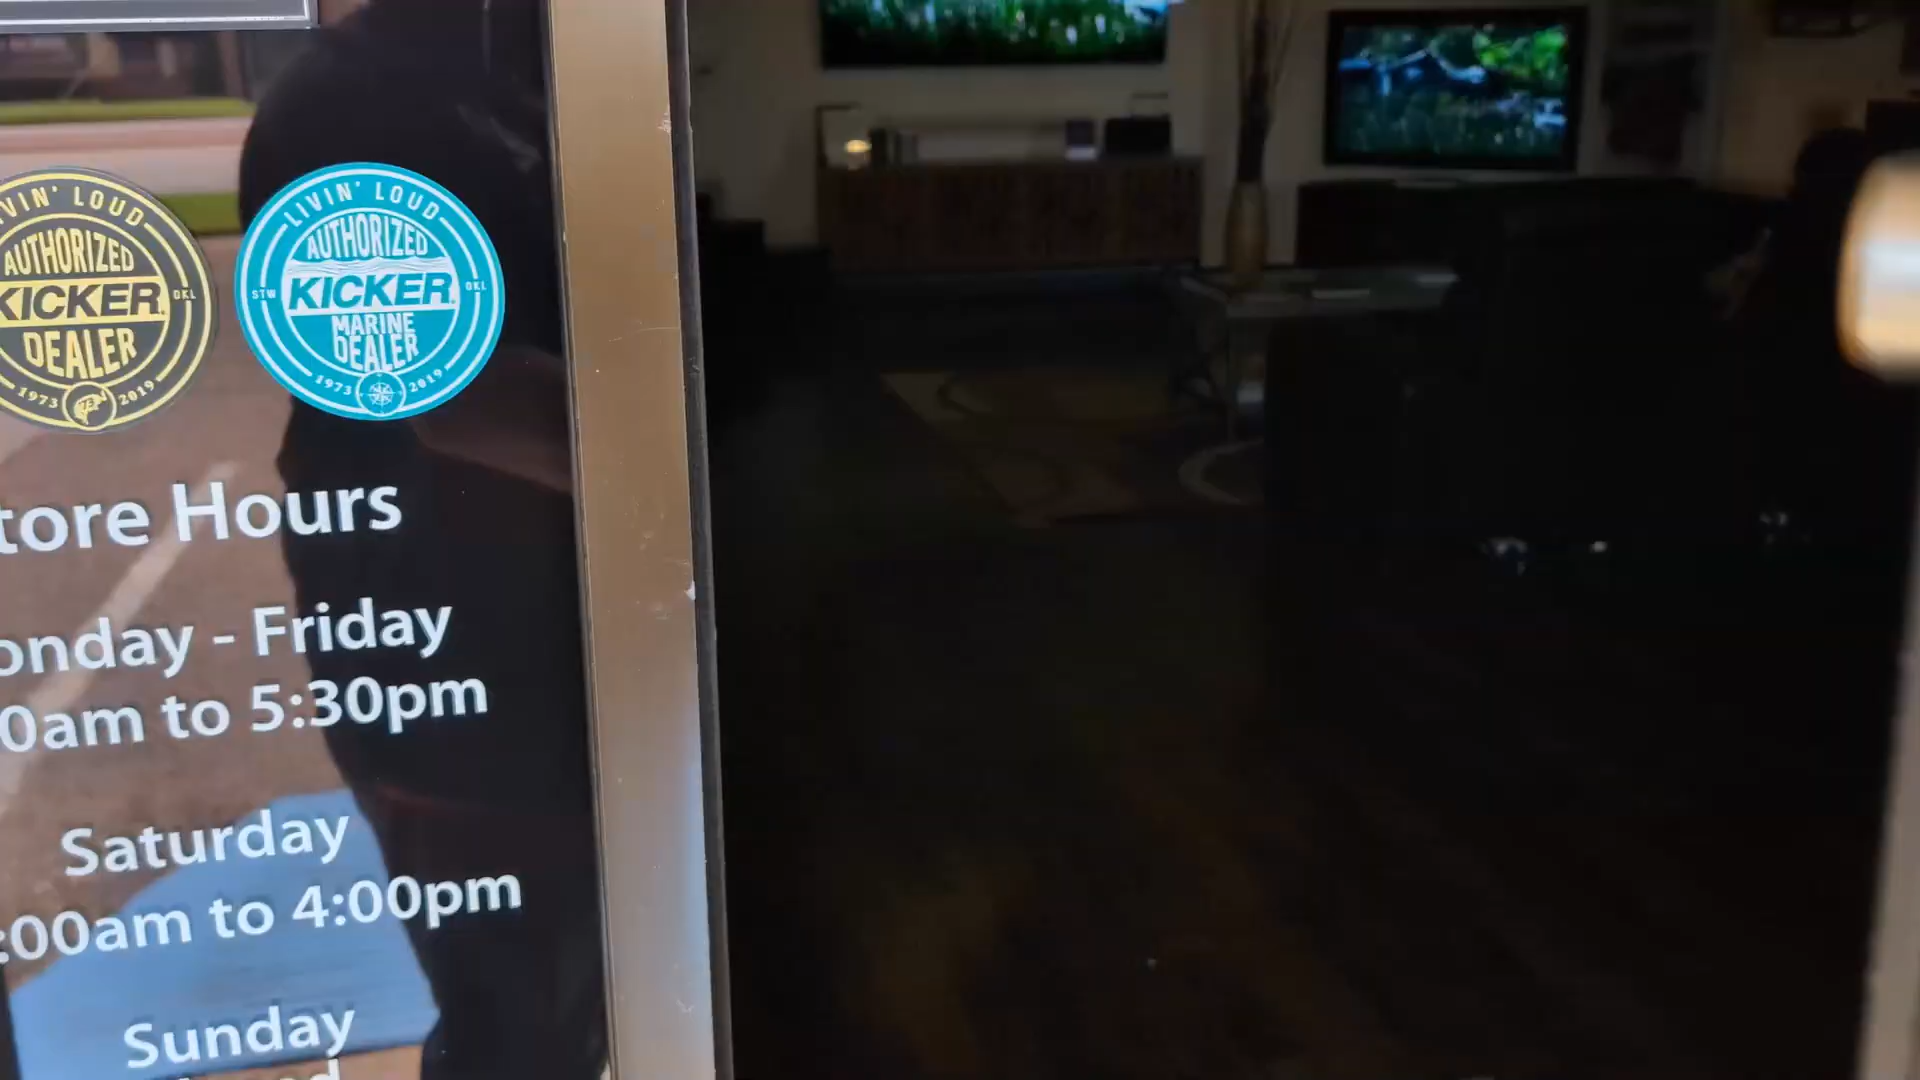 LIVIN' LOUD
AUTHORIZED
KICKER
DEALER
1973 2019
OKL
LIVIN' LOUD
AUTHORIZED
STW KICKER OKL
MARINE
DEALER
1973 2019
tore Hours
onday - Friday
0am to 5:30pm
Saturday
:00am to 4:00pm
Sunday